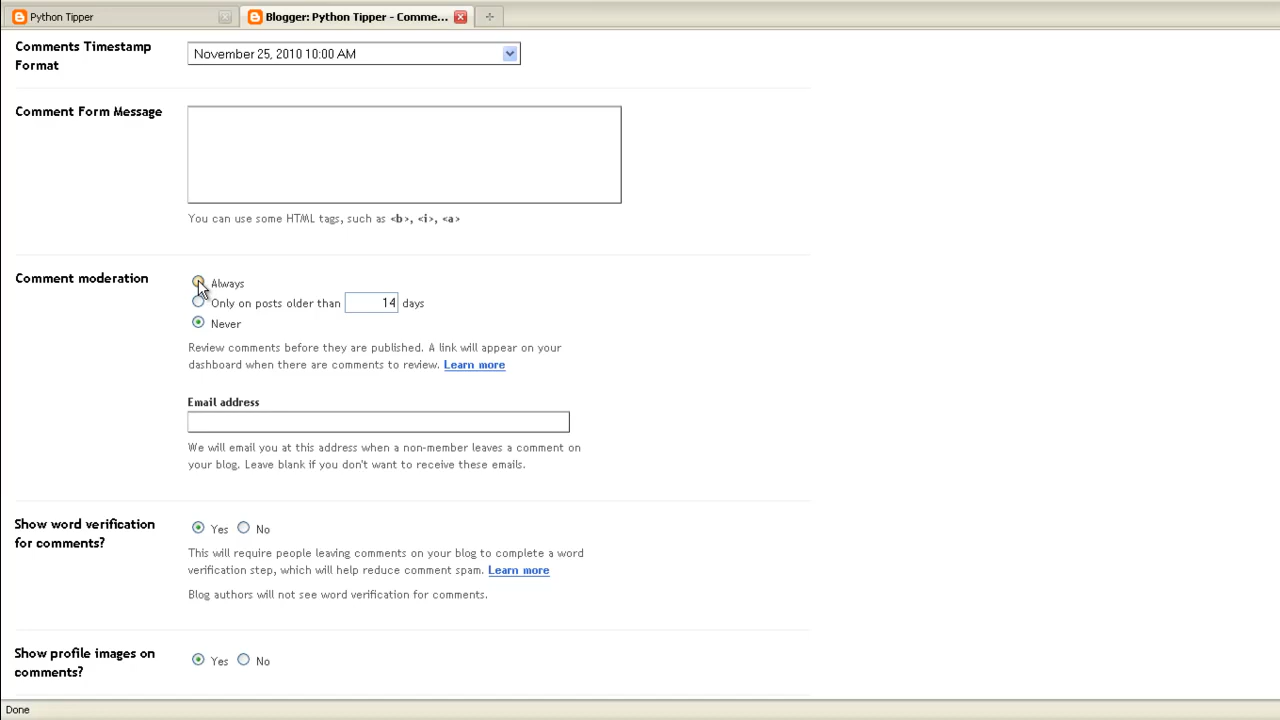 Python Tipper
Blogger: Python Tipper - Comme...
Comments Timestamp
Format
November 25, 2010 10:00 AM
Comment Form Message
You can use some HTML tags, such as <b>, <i>, <a>
Comment moderation
Always
Only on posts older than 14 days
Never
Review comments before they are published. A link will appear on your
dashboard when there are comments to review. Learn more
Email address
We will email you at this address when a non-member leaves a comment on
your blog. Leave blank if you don't want to receive these emails.
Show word verification
for comments?
Yes No
This will require people leaving comments on your blog to complete a word
verification step, which will help reduce comment spam. Learn more
Blog authors will not see word verification for comments.
Show profile images on
comments?
Yes No
Done